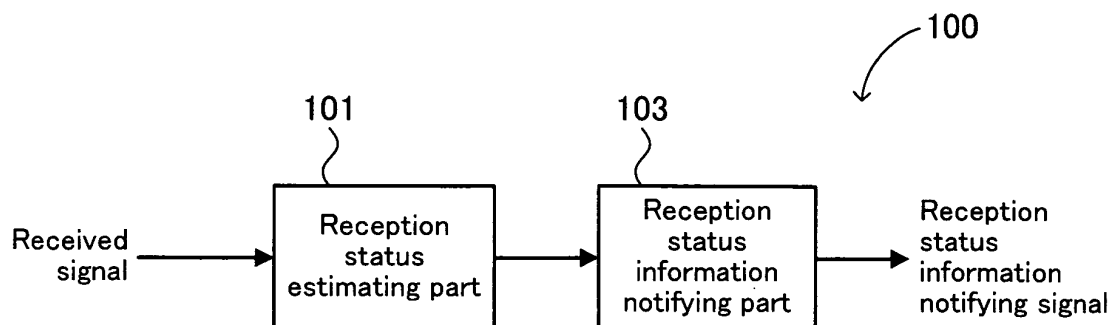 100
101
103
Received
signal
Reception
status
estimating part
Reception
status
information
notifying part
Reception
status
information
notifying signal